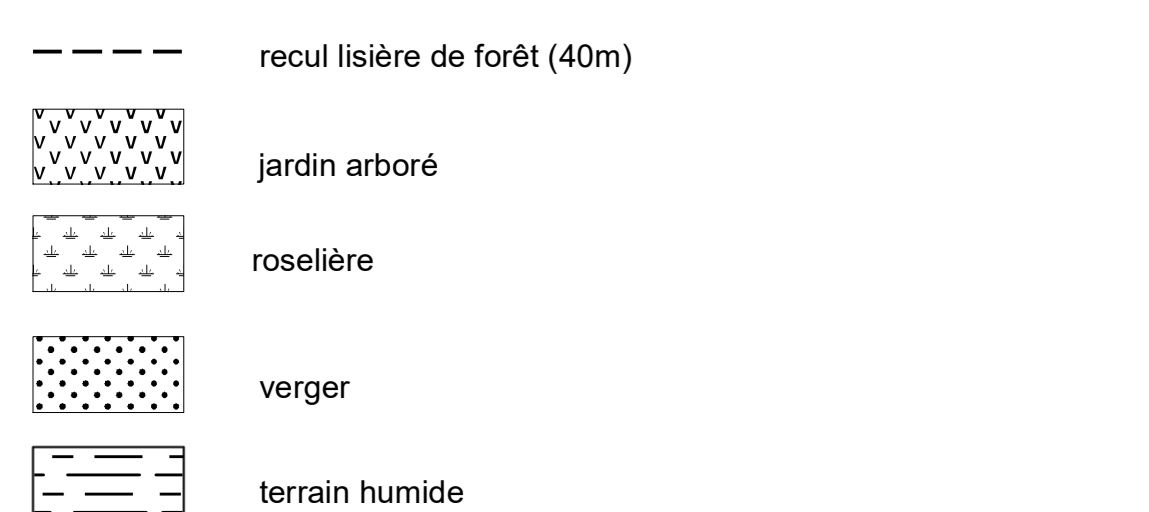 recul lisière de forêt (40m)
jardin arboré
roselière
verger
terrain humide